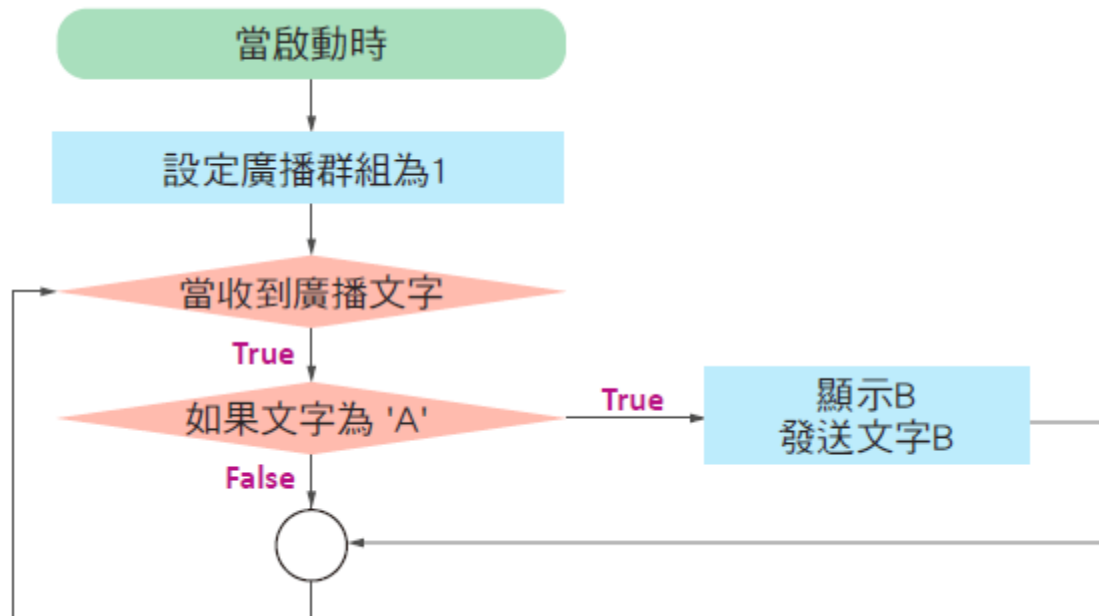 當啟動時
設定廣播群組為1
當收到廣播文字
True
如果文字為 'A'
True
顯示B
發送文字B
False